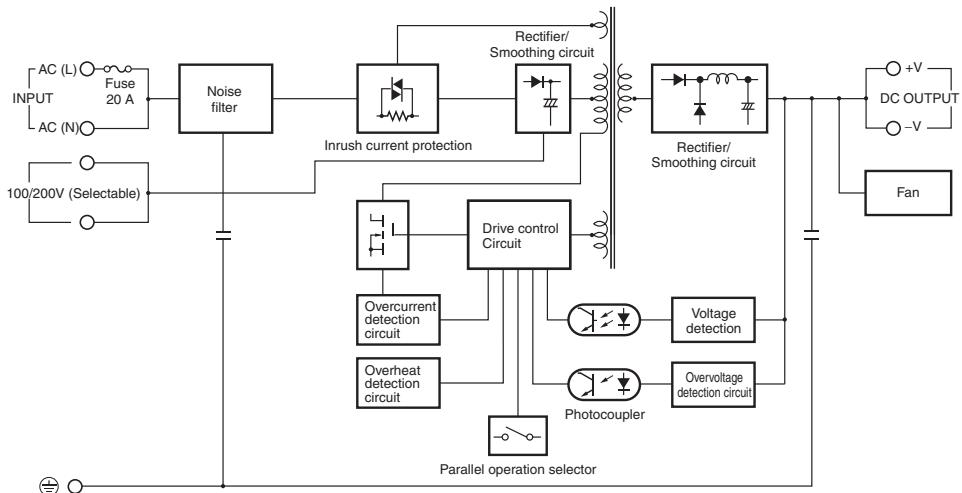 AC (L)
Fuse
20 A
INPUT
AC (N)
100/200V (Selectable)
Noise
filter
Inrush current protection
Rectifier/
Smoothing circuit
Rectifier/
Smoothing circuit
+V
DC OUTPUT
–V
Fan
Drive control
Circuit
Overcurrent
detection
circuit
Overheat
detection
circuit
Voltage
detection
Overvoltage
detection circuit
Photocoupler
Parallel operation selector